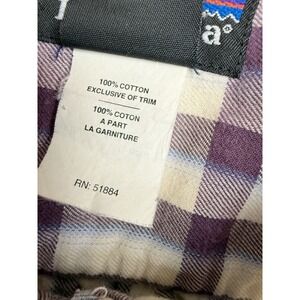 a®
100% COTTON
EXCLUSIVE OF TRIM
100% COTON
A PART
LA GARNITURE
RN: 51884